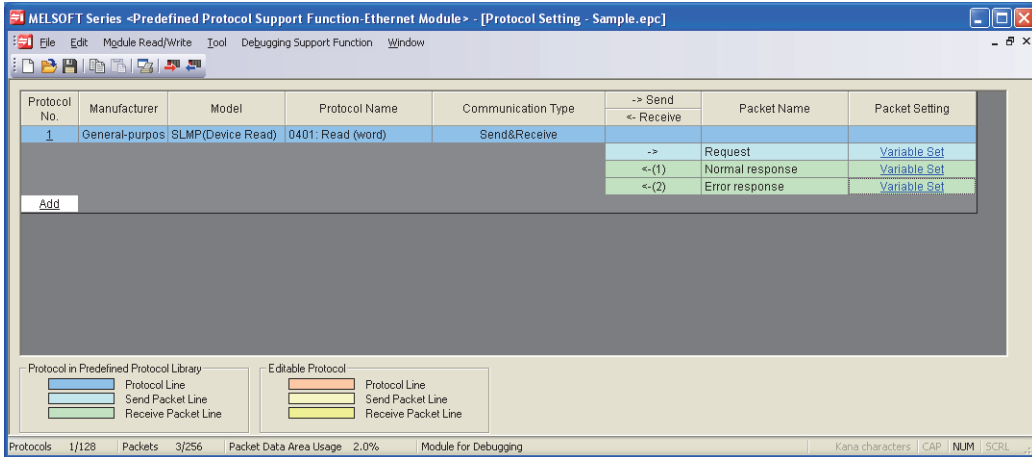 MELSOFT Series <Predefined Protocol Support Function-Ethernet Module> - [Protocol Setting - Sample.epc]
File Edit Module Read/Write Tool Debugging Support Function Window
Protocol No. Manufacturer Model Protocol Name Communication Type -> Send <- Receive Packet Name Packet Setting
1 General-purpos SLMP(Device Read) 0401: Read (word) Send&Receive
-> Request Variable Set
<-(1) Normal response Variable Set
<-(2) Error response Variable Set
Add
Protocol in Predefined Protocol Library
Protocol Line
Send Packet Line
Receive Packet Line
Editable Protocol
Protocol Line
Send Packet Line
Receive Packet Line
Protocols 1/128 Packets 3/256 Packet Data Area Usage 2.0% Module for Debugging Kana characters CAP NUM SCRL